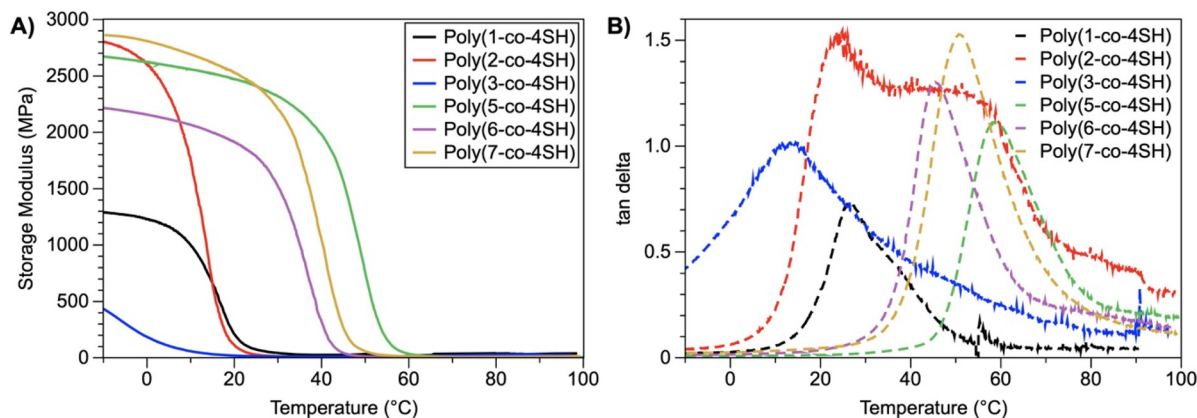 A)
3000
2500
2000
1500
1000
500
0
Storage Modulus (MPa)
Poly(1-co-4SH)
Poly(2-co-4SH)
Poly(3-co-4SH)
Poly(5-co-4SH)
Poly(6-co-4SH)
Poly(7-co-4SH)
0 20 40 60 80 100
Temperature (°C)
B)
1.5
1.0
0.5
0.0
tan delta
Poly(1-co-4SH)
Poly(2-co-4SH)
Poly(3-co-4SH)
Poly(5-co-4SH)
Poly(6-co-4SH)
Poly(7-co-4SH)
0 20 40 60 80 100
Temperature (°C)